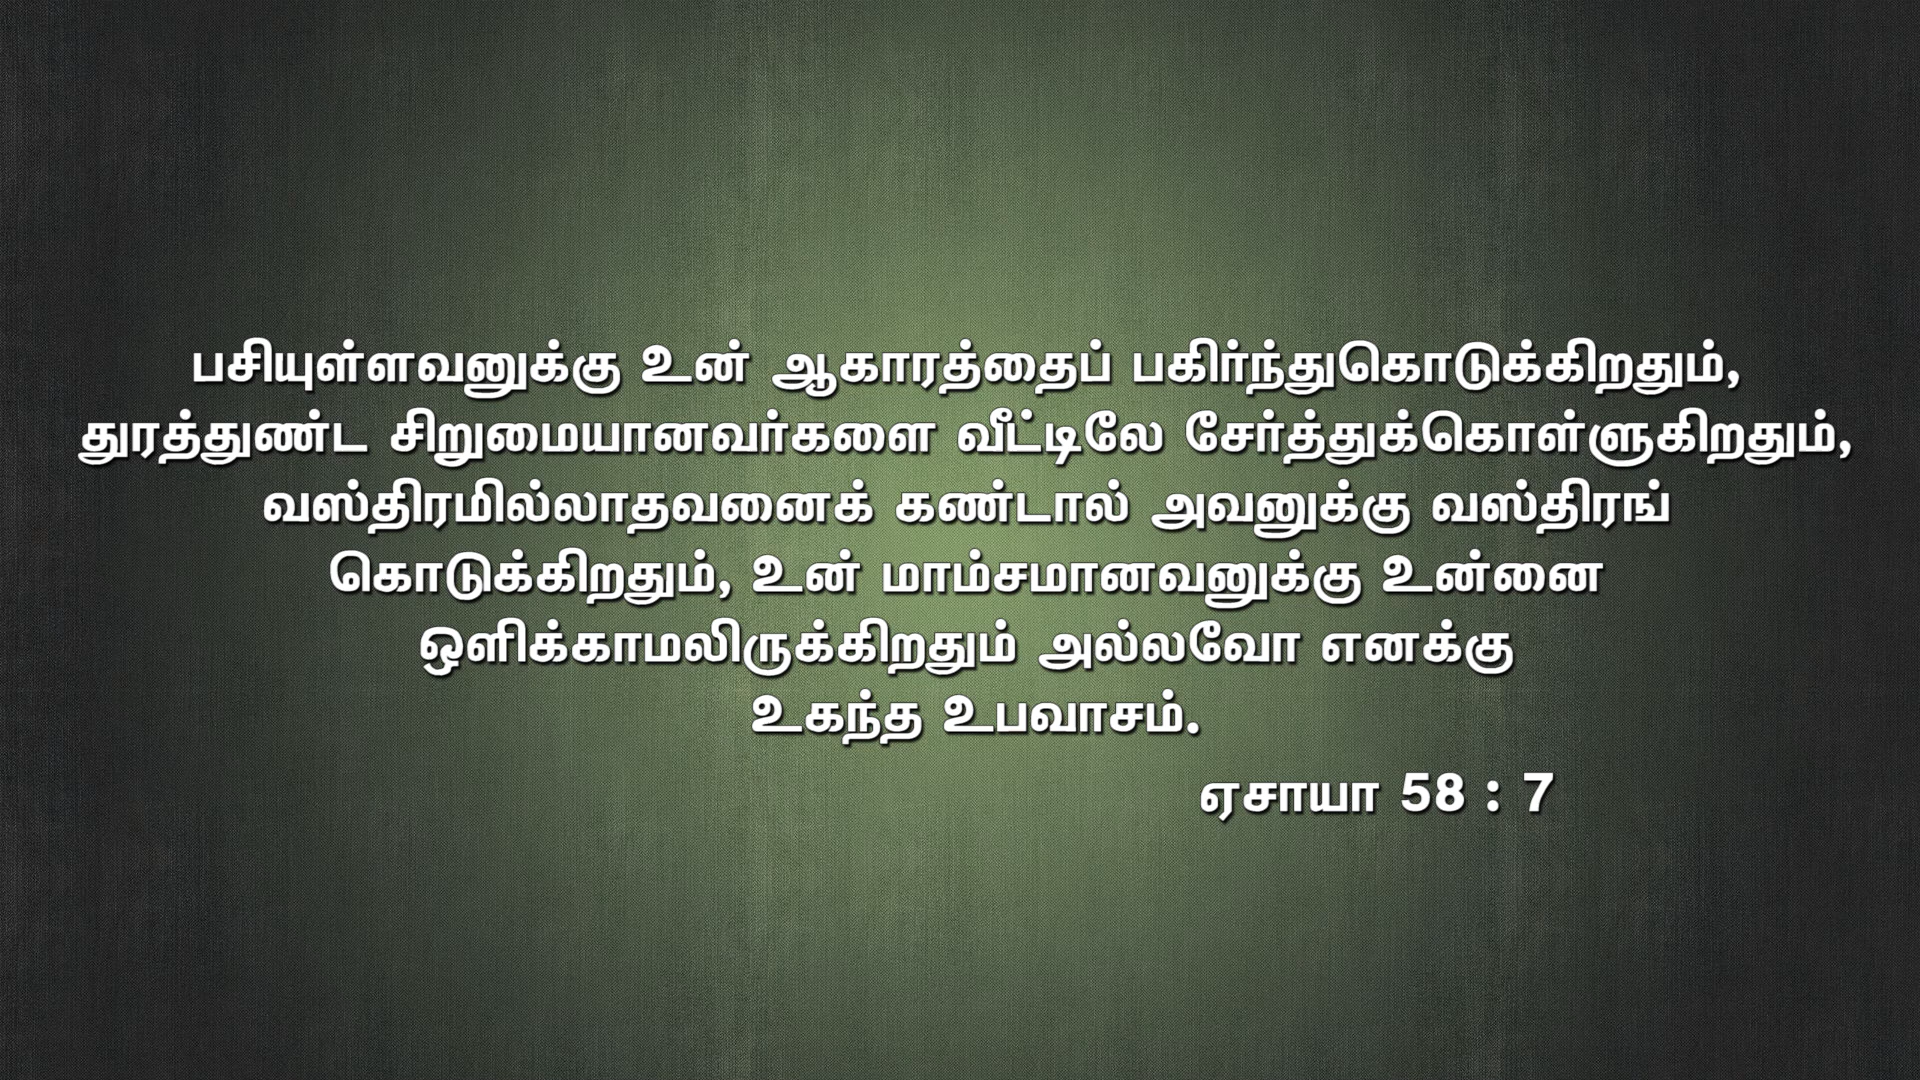 பசியுள்ளவனுக்கு உன் ஆகாரத்தைப் பகிர்ந்துகொடுக்கிறதும்,
துரத்துண்ட சிறுமையானவர்களை வீட்டிலே சேர்த்துக்கொள்ளுகிறதும்,
வஸ்திரமில்லாதவனைக் கண்டால் அவனுக்கு வஸ்திரங்
கொடுக்கிறதும், உன் மாம்சமானவனுக்கு உன்னை
ஒளிக்காமலிருக்கிறதும் அல்லவோ எனக்கு
உகந்த உபவாசம்.
ஏசாயா 58 : 7